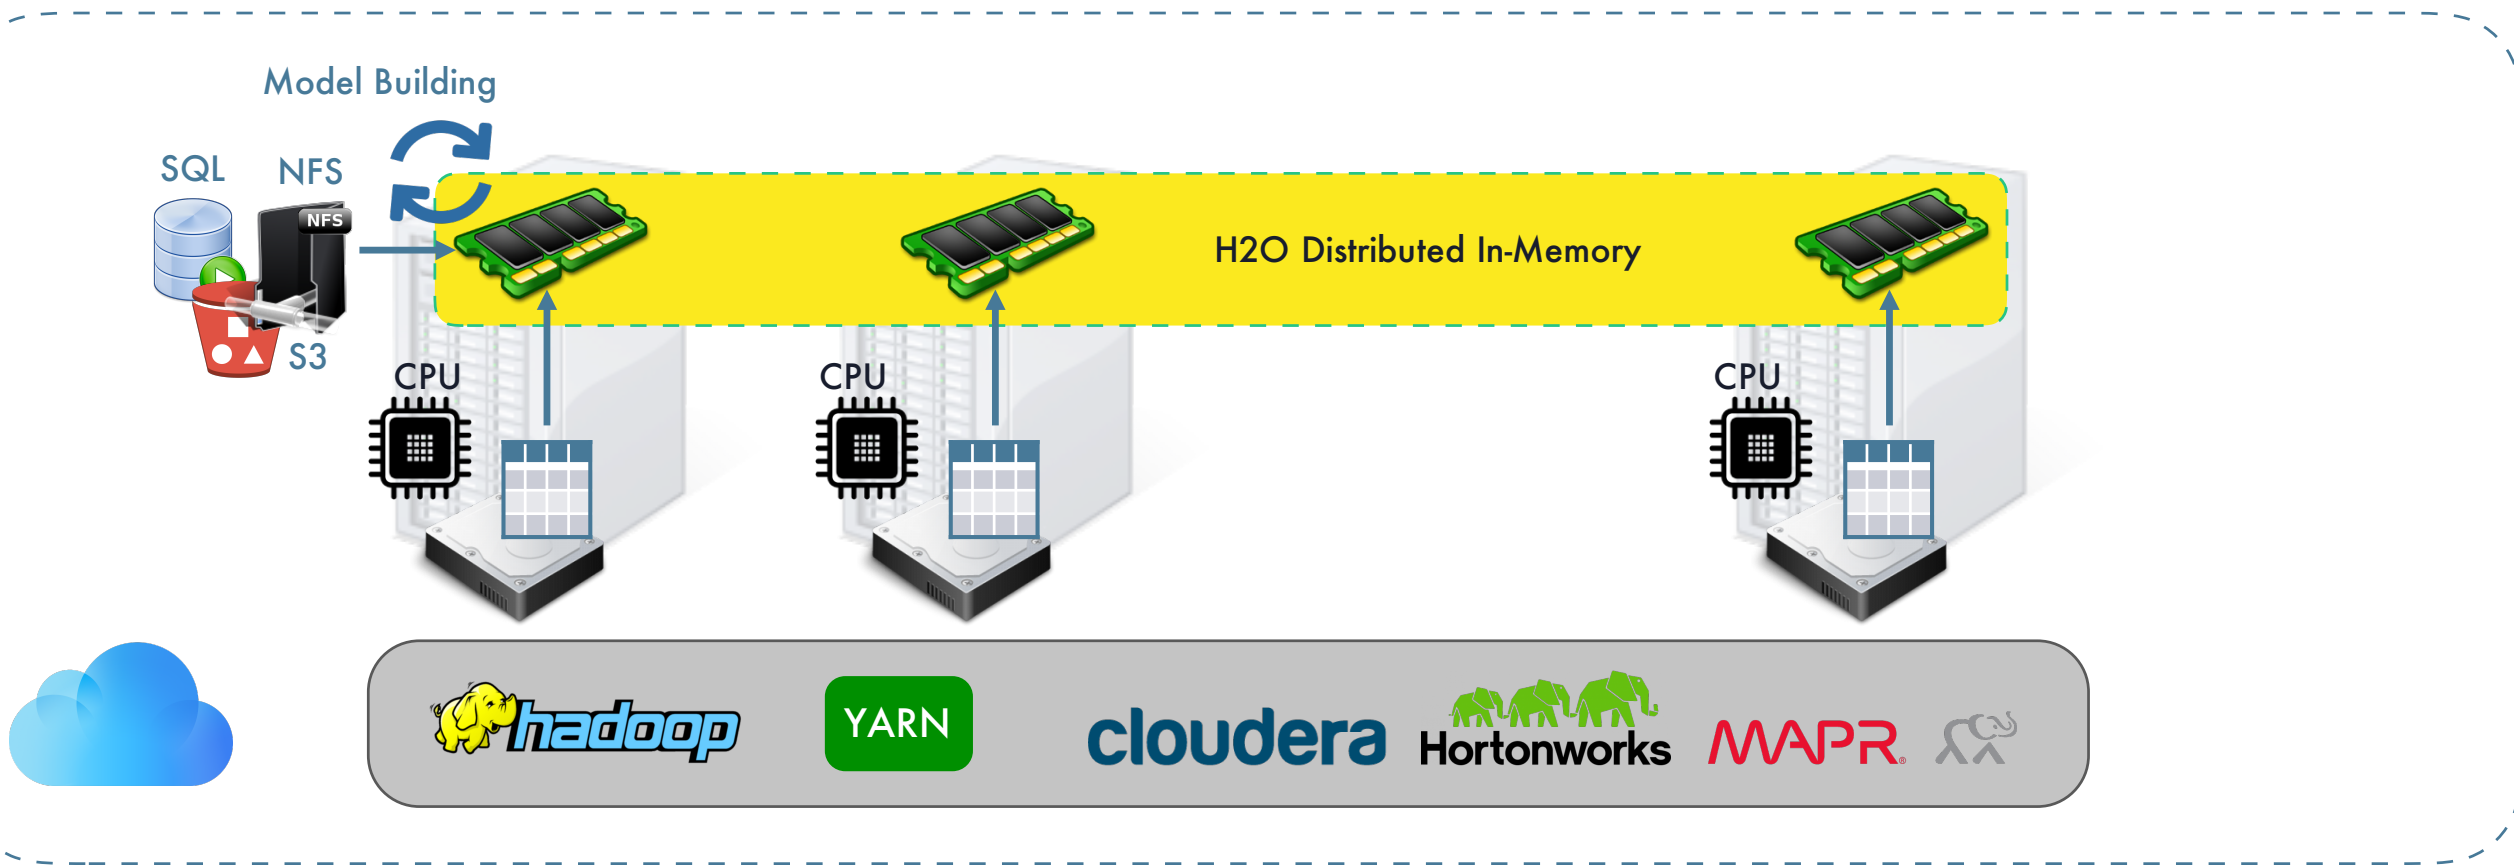 Model Building
SQL
NFS
NFS
H2O Distributed In-Memory
S3
CPU
CPU
CPU
hadoop
YARN
cloudera
Hortonworks
MAPR®